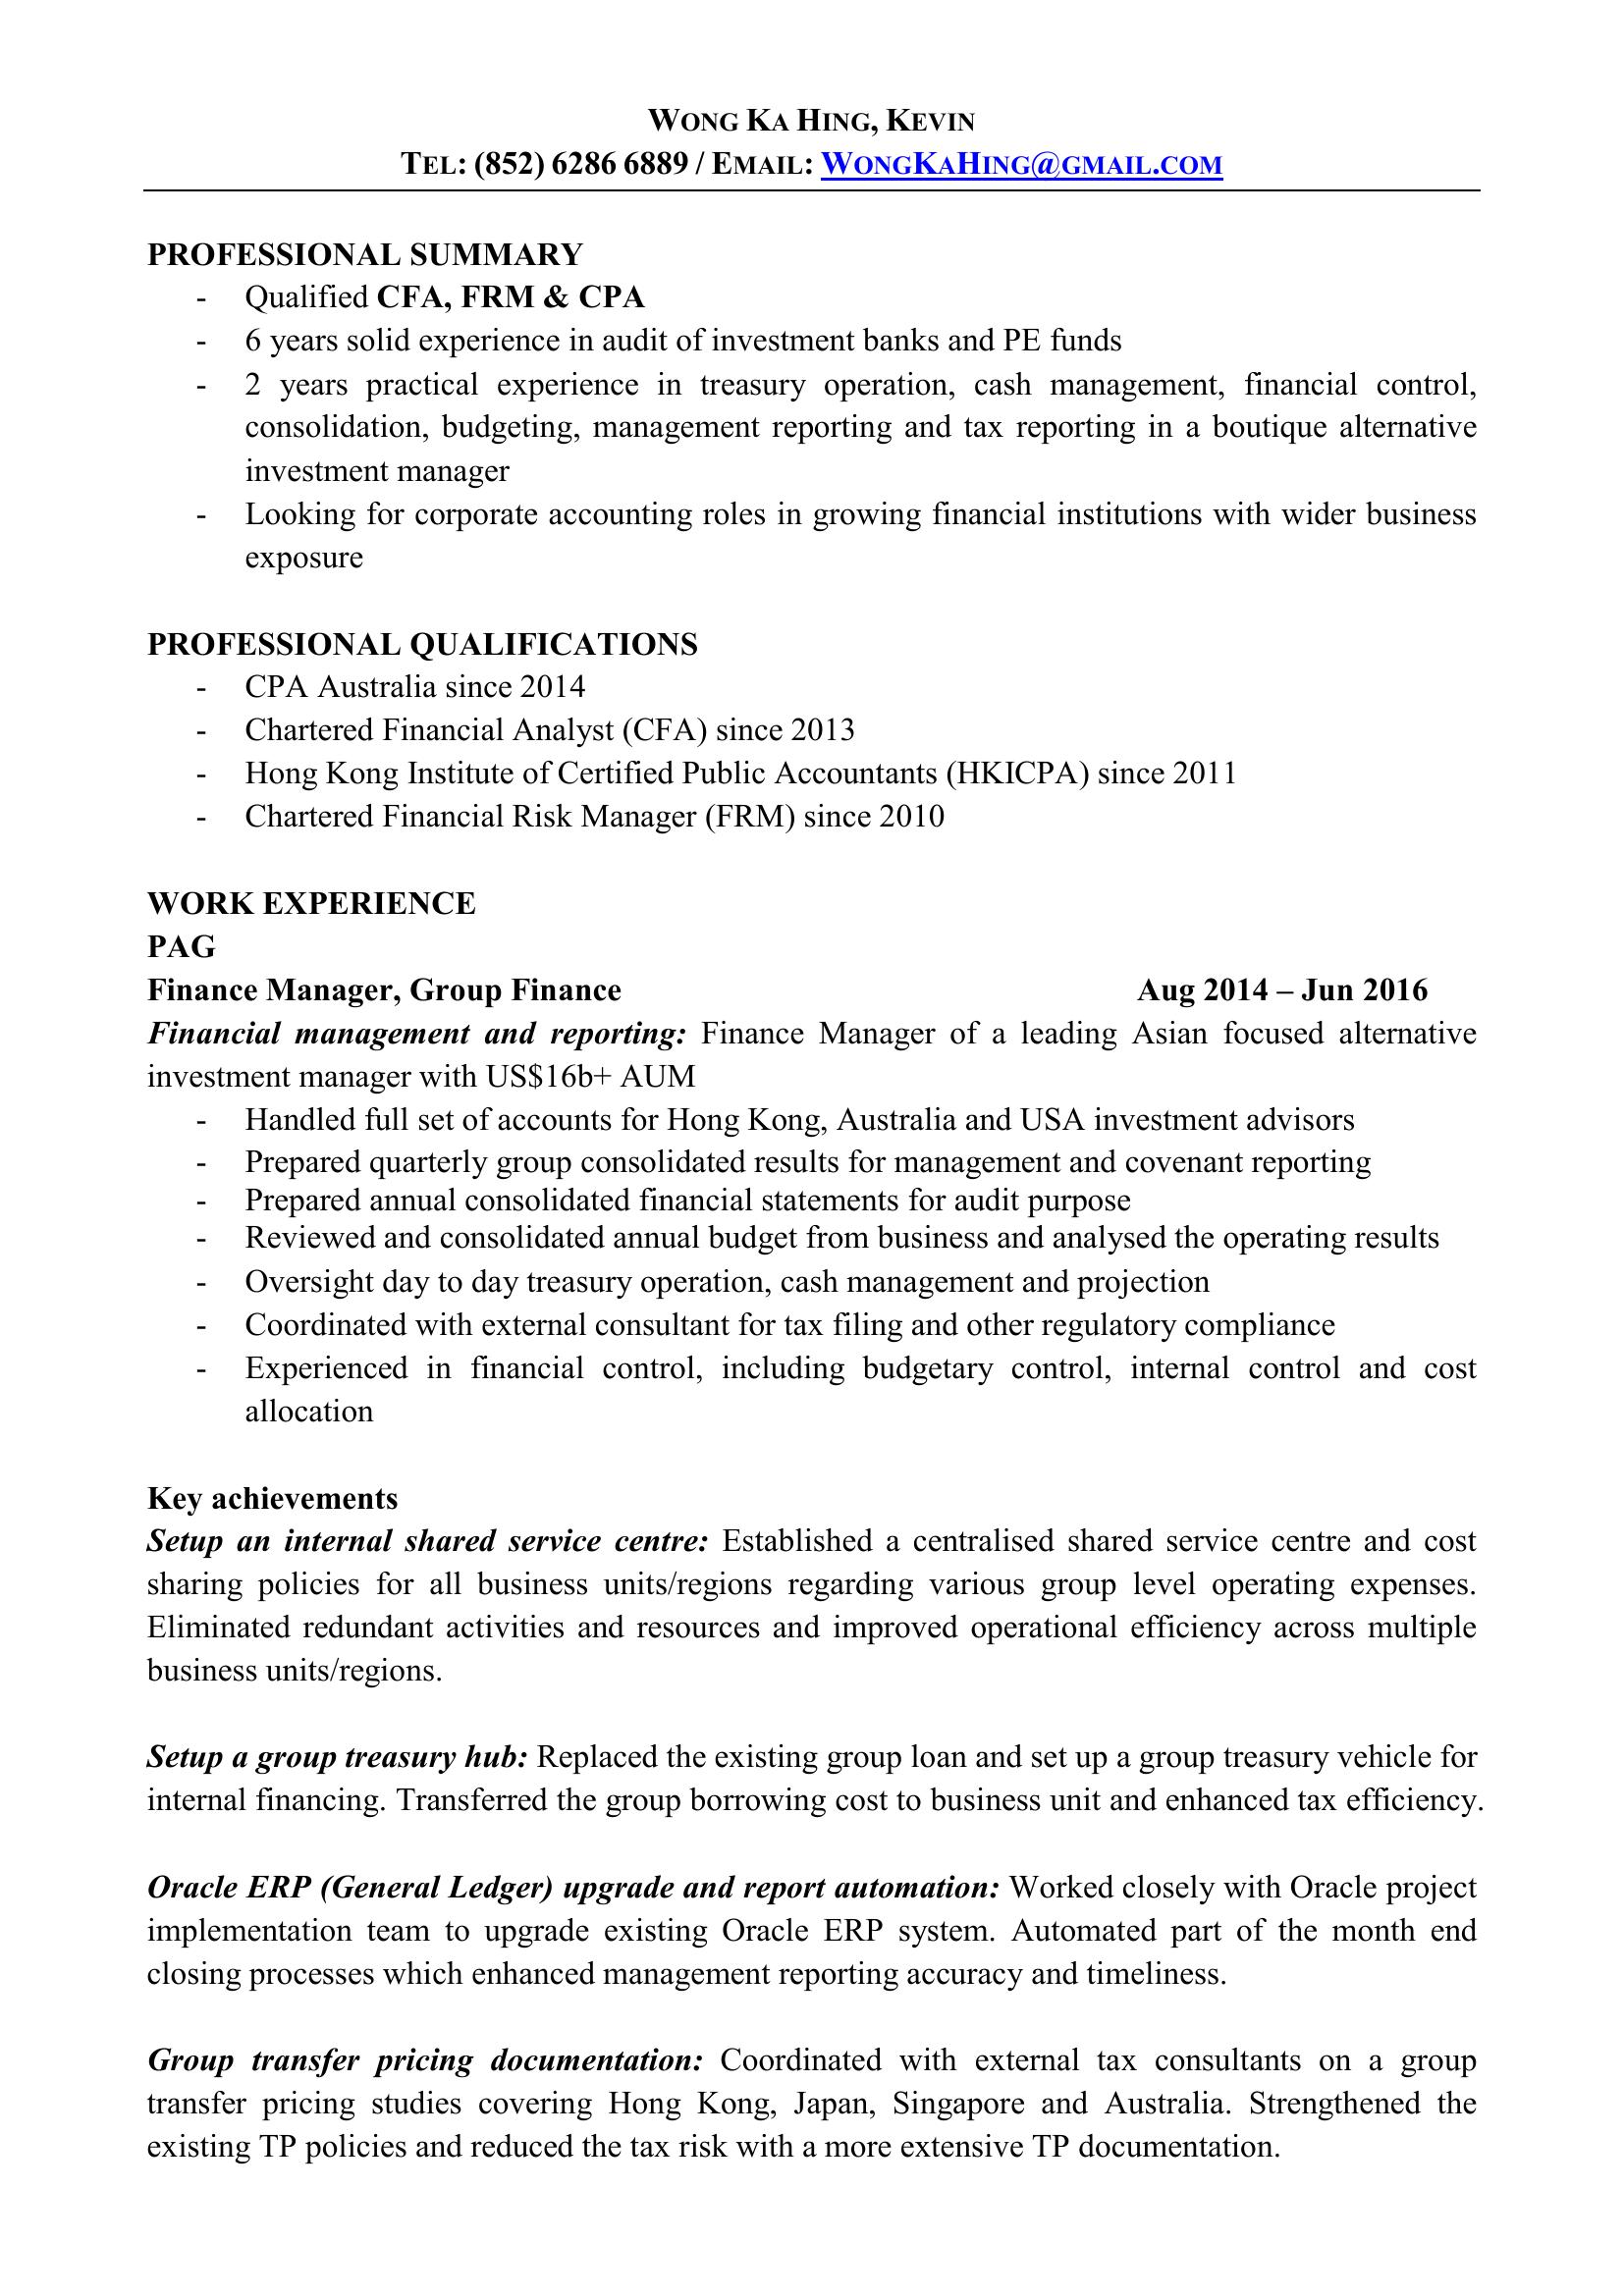 WONG KA HING, KEVIN
TEL: (852) 6286 6889 / EMAIL: WONGKAHING@GMAIL.COM
PROFESSIONAL SUMMARY
- Qualified CFA, FRM & CPA
- 6 years solid experience in audit of investment banks and PE funds
- 2 years practical experience in treasury operation, cash management, financial control,
consolidation, budgeting, management reporting and tax reporting in a boutique alternative
investment manager
- Looking for corporate accounting roles in growing financial institutions with wider business
exposure
PROFESSIONAL QUALIFICATIONS
- CPA Australia since 2014
- Chartered Financial Analyst (CFA) since 2013
- Hong Kong Institute of Certified Public Accountants (HKICPA) since 2011
- Chartered Financial Risk Manager (FRM) since 2010
WORK EXPERIENCE
PAG
Finance Manager, Group Finance Aug 2014 – Jun 2016
Financial management and reporting: Finance Manager of a leading Asian focused alternative
investment manager with US$16b+ AUM
- Handled full set of accounts for Hong Kong, Australia and USA investment advisors
- Prepared quarterly group consolidated results for management and covenant reporting
- Prepared annual consolidated financial statements for audit purpose
- Reviewed and consolidated annual budget from business and analysed the operating results
- Oversight day to day treasury operation, cash management and projection
- Coordinated with external consultant for tax filing and other regulatory compliance
- Experienced in financial control, including budgetary control, internal control and cost
allocation
Key achievements
Setup an internal shared service centre: Established a centralised shared service centre and cost
sharing policies for all business units/regions regarding various group level operating expenses.
Eliminated redundant activities and resources and improved operational efficiency across multiple
business units/regions.
Setup a group treasury hub: Replaced the existing group loan and set up a group treasury vehicle for
internal financing. Transferred the group borrowing cost to business unit and enhanced tax efficiency.
Oracle ERP (General Ledger) upgrade and report automation: Worked closely with Oracle project
implementation team to upgrade existing Oracle ERP system. Automated part of the month end
closing processes which enhanced management reporting accuracy and timeliness.
Group transfer pricing documentation: Coordinated with external tax consultants on a group
transfer pricing studies covering Hong Kong, Japan, Singapore and Australia. Strengthened the
existing TP policies and reduced the tax risk with a more extensive TP documentation.